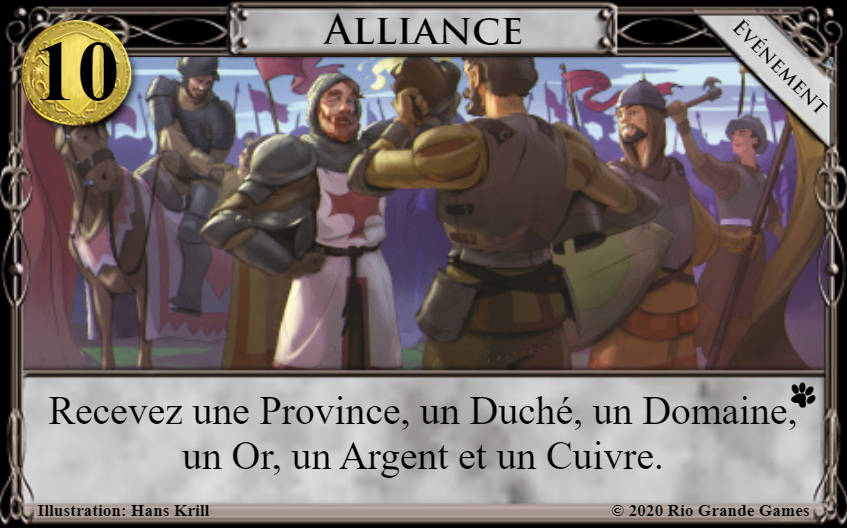 10
ALLIANCE
ÉVÉNEMENT
Recevez une Province, un Duché, un Domaine,
un Or, un Argent et un Cuivre.
Illustration: Hans Krill
© 2020 Rio Grande Games